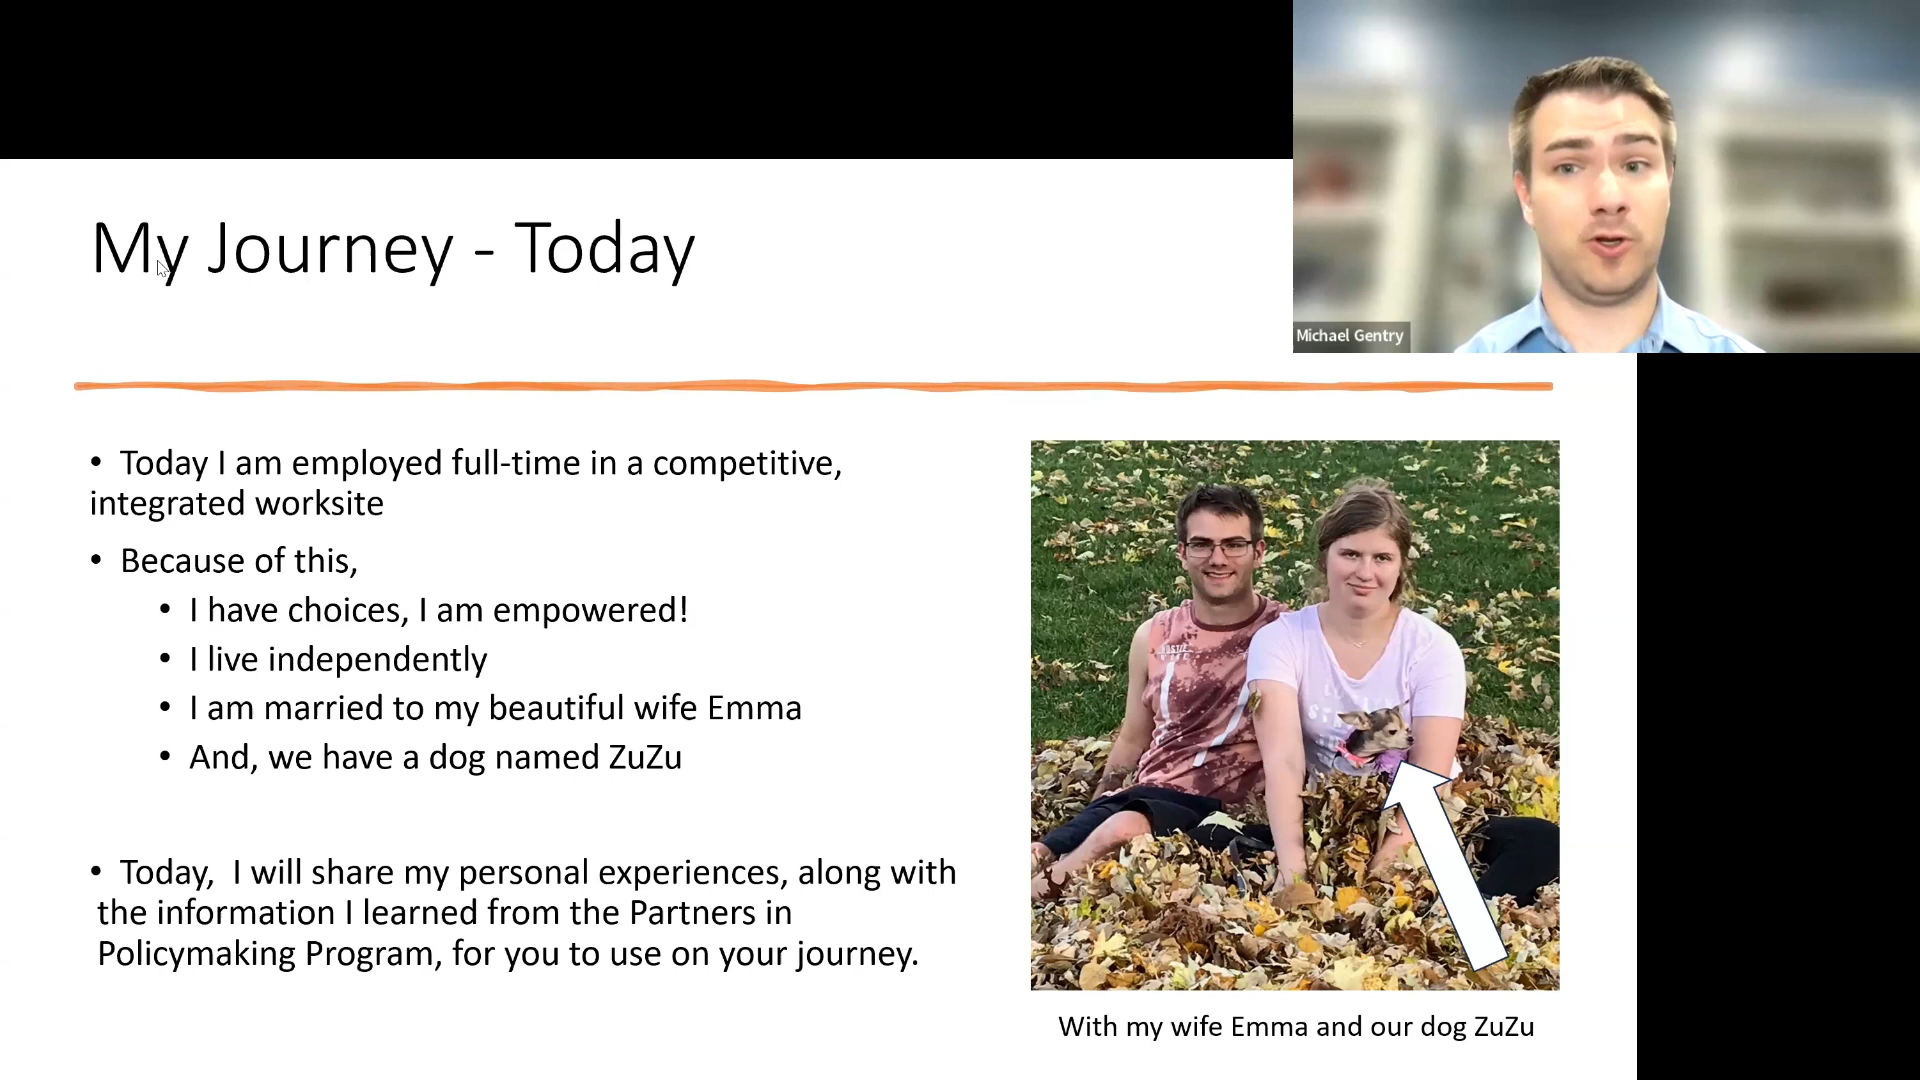 My Journey - Today
Michael Gentry
• Today I am employed full-time in a competitive,
integrated worksite
• Because of this,
• I have choices, I am empowered!
• I live independently
• I am married to my beautiful wife Emma
• And, we have a dog named ZuZu
• Today, I will share my personal experiences, along with
the information I learned from the Partners in
Policymaking Program, for you to use on your journey.
With my wife Emma and our dog ZuZu